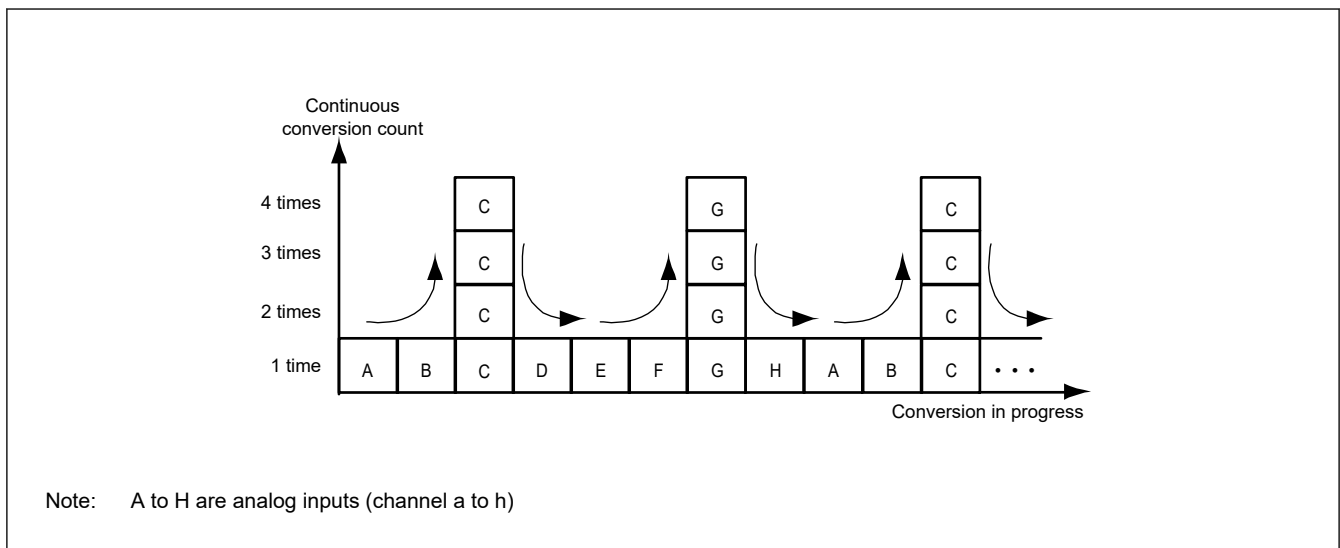 Continuous
conversion count
4 times
C
G
C
3 times
C
G
C
2 times
C
G
C
1 time
A
B
C
D
E
F
G
H
A
B
C
• • •
Conversion in progress
Note: A to H are analog inputs (channel a to h)